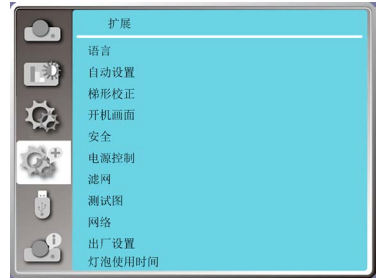 扩展
语言
自动设置
梯形校正
开机画面
安全
电源控制
滤网
测试图
网络
出厂设置
灯泡使用时间